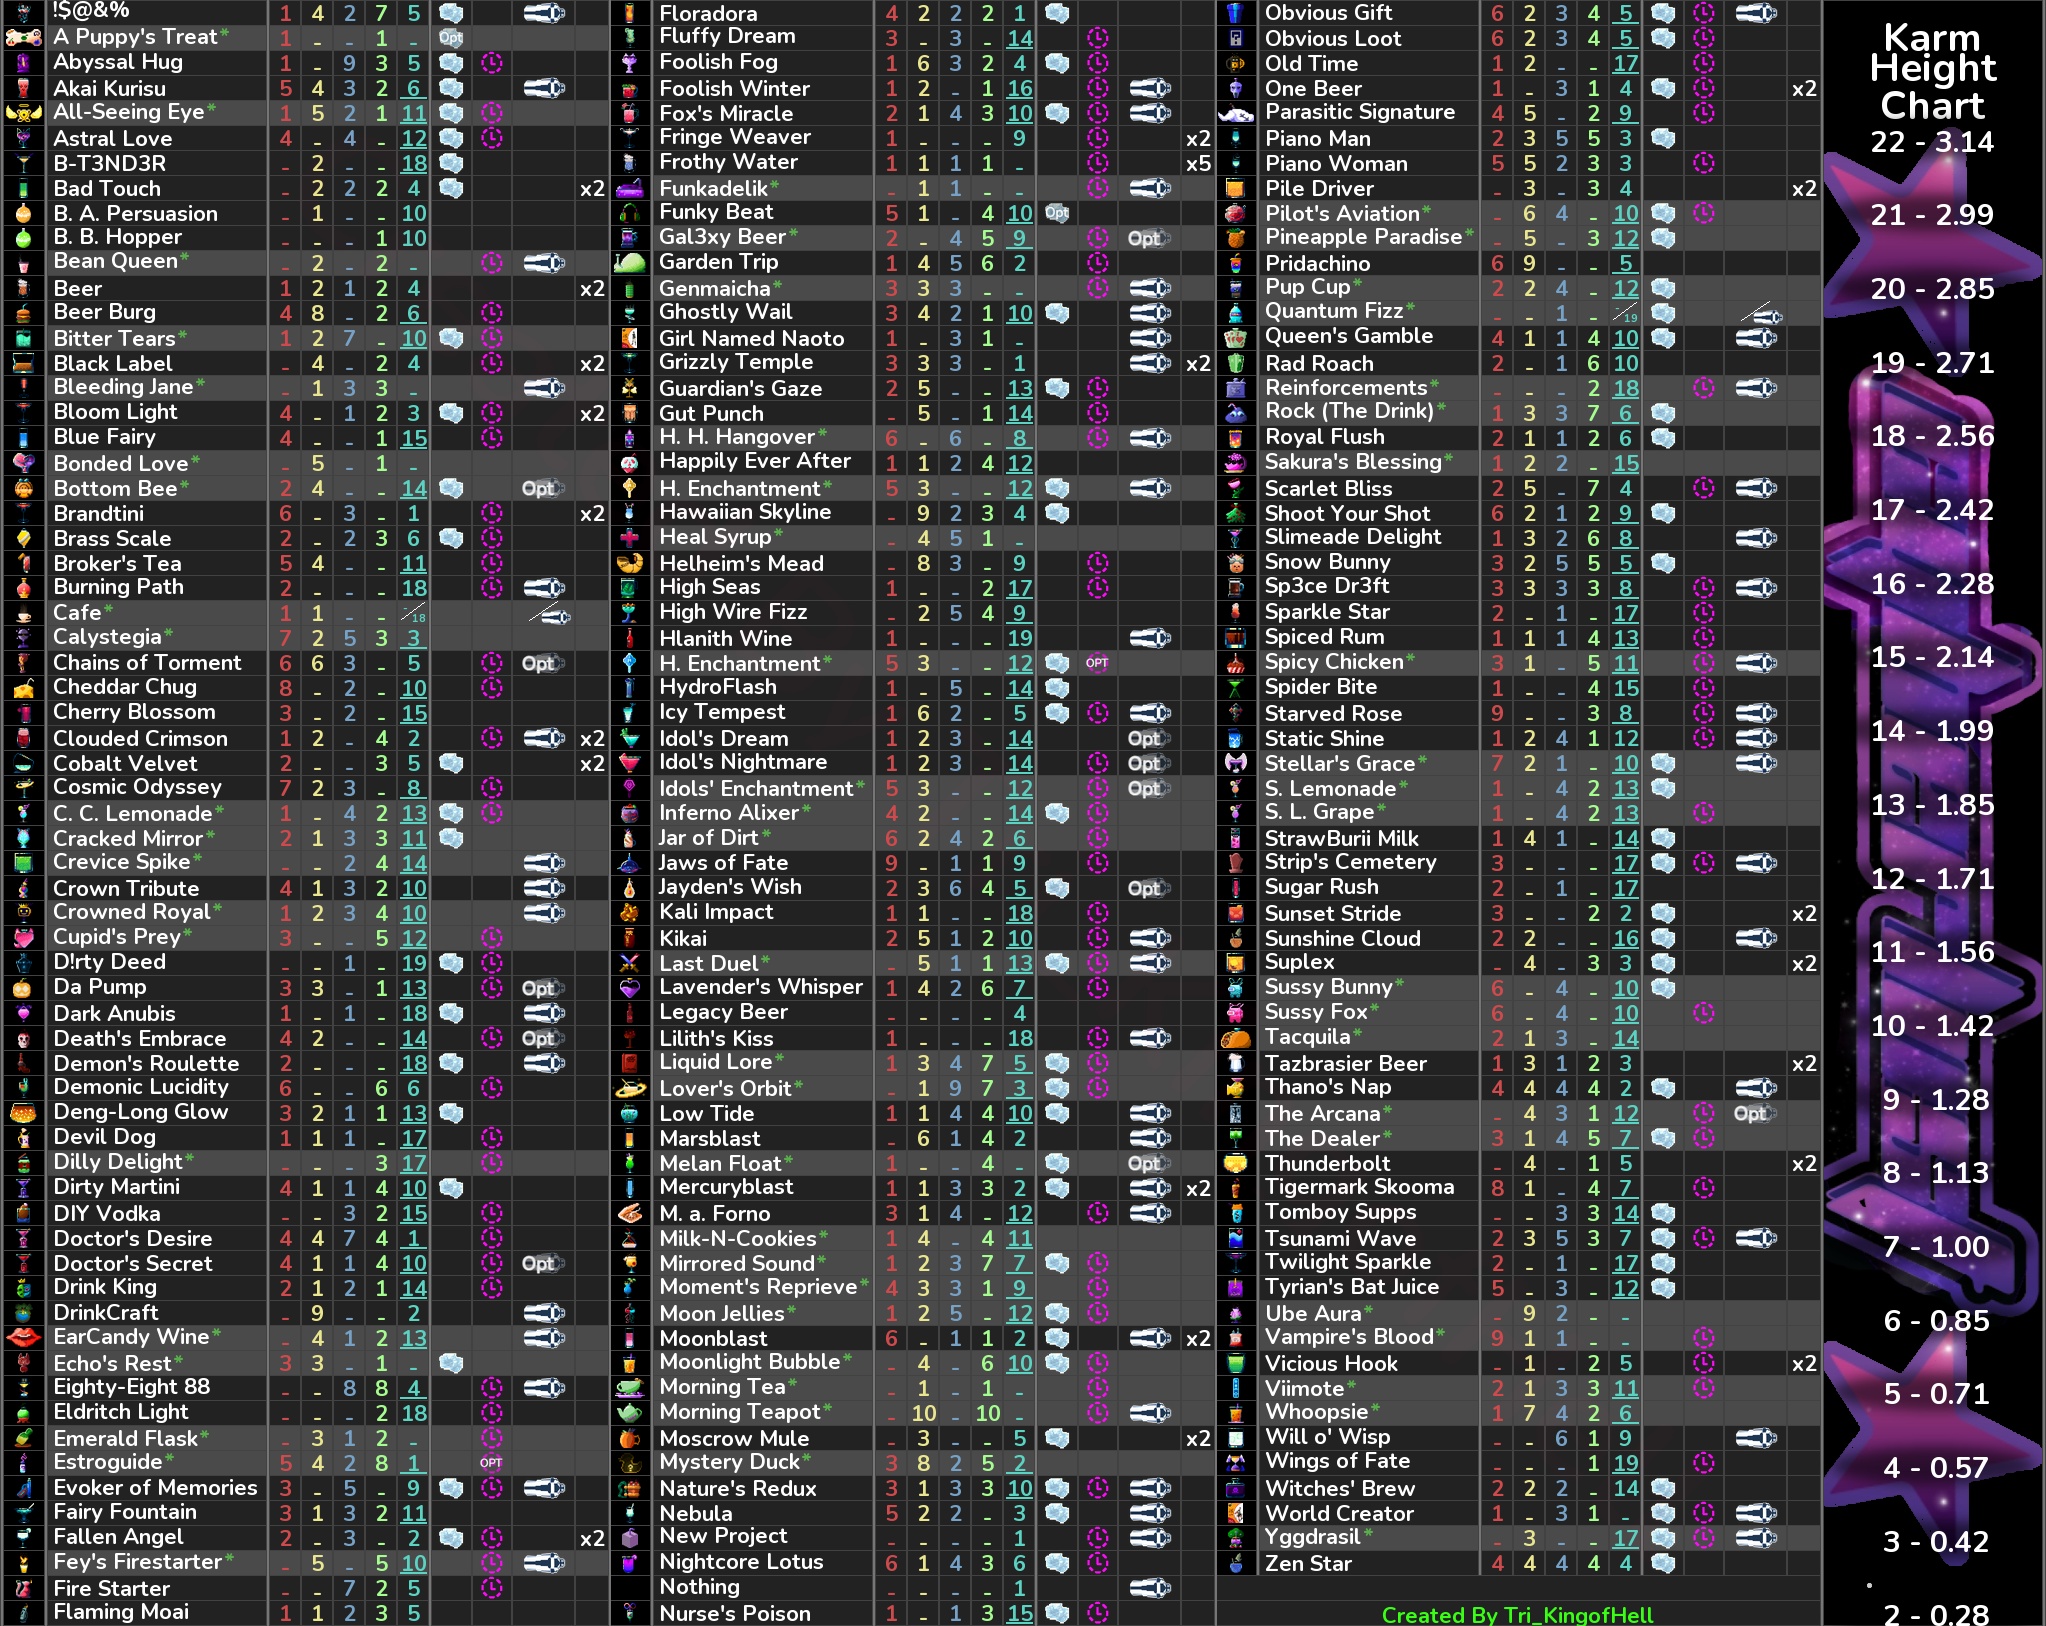 !$@&% 1 4 2 7 5
A Puppy's Treat* 1 - - 1 - Opt
Abyssal Hug 1 - 9 3 5
Akai Kurisu 5 4 3 2 6
All-Seeing Eye* 1 5 2 1 11
Astral Love 4 - 4 - 12
B-T3ND3R - 2 - - 18
Bad Touch - 2 2 2 4 x2
B. A. Persuasion - 1 - - 10
B. B. Hopper - - - 1 10
Bean Queen* - 2 - 2 -
Beer 1 2 1 2 4 x2
Beer Burg 4 8 - 2 6
Bitter Tears* 1 2 7 - 10
Black Label - 4 - 2 4 x2
Bleeding Jane* - 1 3 3 -
Bloom Light 4 - 1 2 3 x2
Blue Fairy 4 - - 1 15
Bonded Love* - 5 - 1 -
Bottom Bee* 2 4 - - 14 Opt
Brandtini 6 - 3 - 1 x2
Brass Scale 2 - 2 3 6
Broker's Tea 5 4 - - 11
Burning Path 2 - - - 18
Cafe* 1 1 - - -/18
Calystegia* 7 2 5 3 3
Chains of Torment 6 6 3 - 5 Opt
Cheddar Chug 8 - 2 - 10
Cherry Blossom 3 - 2 - 15
Clouded Crimson 1 2 - 4 2 x2
Cobalt Velvet 2 - - 3 5 x2
Cosmic Odyssey 7 2 3 - 8
C. C. Lemonade* 1 - 4 2 13
Cracked Mirror* 2 1 3 3 11
Crevice Spike* - - 2 4 14
Crown Tribute 4 1 3 2 10
Crowned Royal* 1 2 3 4 10
Cupid's Prey* 3 - - 5 12
D!rty Deed - - 1 - 19
Da Pump 3 3 - 1 13 Opt
Dark Anubis 1 - 1 - 18
Death's Embrace 4 2 - - 14 Opt
Demon's Roulette 2 - - - 18
Demonic Lucidity 6 - - 6 6
Deng-Long Glow 3 2 1 1 13
Devil Dog 1 1 1 - 17
Dilly Delight* - - - 3 17
Dirty Martini 4 1 1 4 10
DIY Vodka - - 3 2 15
Doctor's Desire 4 4 7 4 1
Doctor's Secret 4 1 1 4 10 Opt
Drink King 2 1 2 1 14
DrinkCraft - 9 - - 2
EarCandy Wine* - 4 1 2 13
Echo's Rest* 3 3 - 1 -
Eighty-Eight 88 - - 8 8 4
Eldritch Light - - - 2 18
Emerald Flask* - 3 1 2 -
Estroguide* 5 4 2 8 1 OPT
Evoker of Memories 3 - 5 - 9
Fairy Fountain 3 1 3 2 11
Fallen Angel 2 - 3 - 2 x2
Fey's Firestarter* - 5 - 5 10
Fire Starter - - 7 2 5
Flaming Moai 1 1 2 3 5
Floradora 4 2 2 2 1
Fluffy Dream 3 - 3 - 14
Foolish Fog 1 6 3 2 4
Foolish Winter 1 2 - 1 16
Fox's Miracle 2 1 4 3 10
Fringe Weaver 1 - - - 9 x2
Frothy Water 1 1 1 1 - x5
Funkadelik* - 1 1 - -
Funky Beat 5 1 - 4 10 Opt
Gal3xy Beer* 2 - 4 5 9 Opt
Garden Trip 1 4 5 6 2
Genmaicha* 3 3 3 - -
Ghostly Wail 3 4 2 1 10
Girl Named Naoto 1 - 3 1 -
Grizzly Temple 3 3 3 - 1 x2
Guardian's Gaze 2 5 - - 13
Gut Punch - 5 - 1 14
H. H. Hangover* 6 - 6 - 8
Happily Ever After 1 1 2 4 12
H. Enchantment* 5 3 - - 12
Hawaiian Skyline - 9 2 3 4
Heal Syrup* - 4 5 1 -
Helheim's Mead - 8 3 - 9
High Seas 1 - - 2 17
High Wire Fizz - 2 5 4 9
Hlanith Wine 1 - - - 19
H. Enchantment* 5 3 - - 12 OPT
HydroFlash 1 - 5 - 14
Icy Tempest 1 6 2 - 5
Idol's Dream 1 2 3 - 14 Opt
Idol's Nightmare 1 2 3 - 14 Opt
Idols' Enchantment* 5 3 - - 12 Opt
Inferno Alixer* 4 2 - - 14
Jar of Dirt* 6 2 4 2 6
Jaws of Fate 9 - 1 1 9
Jayden's Wish 2 3 6 4 5 Opt
Kali Impact 1 1 - - 18
Kikai 2 5 1 2 10
Last Duel* - 5 1 1 13
Lavender's Whisper 1 4 2 6 7
Legacy Beer - - - - 4
Lilith's Kiss 1 - - - 18
Liquid Lore* 1 3 4 7 5
Lover's Orbit* - 1 9 7 3
Low Tide 1 1 4 4 10
Marsblast - 6 1 4 2
Melan Float* 1 - - 4 - Opt
Mercuryblast 1 1 3 3 2 x2
M. a. Forno 3 1 4 - 12
Milk-N-Cookies* 1 4 - 4 11
Mirrored Sound* 1 2 3 7 7
Moment's Reprieve* 4 3 3 1 9
Moon Jellies* 1 2 5 - 12
Moonblast 6 - 1 1 2 x2
Moonlight Bubble* - 4 - 6 10
Morning Tea* - 1 - 1 -
Morning Teapot* - 10 - 10 -
Moscrow Mule - 3 - - 5 x2
Mystery Duck* 3 8 2 5 2
Nature's Redux 3 1 3 3 10
Nebula 5 2 2 - 3
New Project - - - - 1
Nightcore Lotus 6 1 4 3 6
Nothing - - - - 1
Nurse's Poison 1 - 1 3 15
Obvious Gift 6 2 3 4 5
Obvious Loot 6 2 3 4 5
Old Time 1 2 - - 17
One Beer 1 - 3 1 4 x2
Parasitic Signature 4 5 - 2 9
Piano Man 2 3 5 5 3
Piano Woman 5 5 2 3 3
Pile Driver - 3 - 3 4 x2
Pilot's Aviation* - 6 4 - 10
Pineapple Paradise* - 5 - 3 12
Pridachino 6 9 - - 5
Pup Cup* 2 2 4 - 12
Quantum Fizz* - - 1 - -/19
Queen's Gamble 4 1 1 4 10
Rad Roach 2 - 1 6 10
Reinforcements* - - - 2 18
Rock (The Drink)* 1 3 3 7 6
Royal Flush 2 1 1 2 6
Sakura's Blessing* 1 2 2 - 15
Scarlet Bliss 2 5 - 7 4
Shoot Your Shot 6 2 1 2 9
Slimeade Delight 1 3 2 6 8
Snow Bunny 3 2 5 5 5
Sp3ce Dr3ft 3 3 3 3 8
Sparkle Star 2 - 1 - 17
Spiced Rum 1 1 1 4 13
Spicy Chicken* 3 1 - 5 11
Spider Bite 1 - - 4 15
Starved Rose 9 - - 3 8
Static Shine 1 2 4 1 12
Stellar's Grace* 7 2 1 - 10
S. Lemonade* 1 - 4 2 13
S. L. Grape* 1 - 4 2 13
StrawBurii Milk 1 4 1 - 14
Strip's Cemetery 3 - - - 17
Sugar Rush 2 - 1 - 17
Sunset Stride 3 - - 2 2 x2
Sunshine Cloud 2 2 - - 16
Suplex - 4 - 3 3 x2
Sussy Bunny* 6 - 4 - 10
Sussy Fox* 6 - 4 - 10
Tacquila* 2 1 3 - 14
Tazbrasier Beer 1 3 1 2 3 x2
Thano's Nap 4 4 4 4 2
The Arcana* - 4 3 1 12 Opt
The Dealer* 3 1 4 5 7
Thunderbolt - 4 - 1 5 x2
Tigermark Skooma 8 1 - 4 7
Tomboy Supps - - 3 3 14
Tsunami Wave 2 3 5 3 7
Twilight Sparkle 2 - 1 - 17
Tyrian's Bat Juice 5 - 3 - 12
Ube Aura* - 9 2 - -
Vampire's Blood* 9 1 1 - -
Vicious Hook - 1 - 2 5 x2
Viimote* 2 1 3 3 11
Whoopsie* 1 7 4 2 6
Will o' Wisp - - 6 1 9
Wings of Fate - - - 1 19
Witches' Brew 2 2 2 - 14
World Creator 1 - 3 1 -
Yggdrasil* - 3 - - 17
Zen Star 4 4 4 4 4
Created By Tri_KingofHell
Karm
Height
Chart
22 - 3.14
21 - 2.99
20 - 2.85
19 - 2.71
18 - 2.56
17 - 2.42
16 - 2.28
15 - 2.14
14 - 1.99
13 - 1.85
12 - 1.71
11 - 1.56
10 - 1.42
9 - 1.28
8 - 1.13
7 - 1.00
6 - 0.85
5 - 0.71
4 - 0.57
3 - 0.42
2 - 0.28